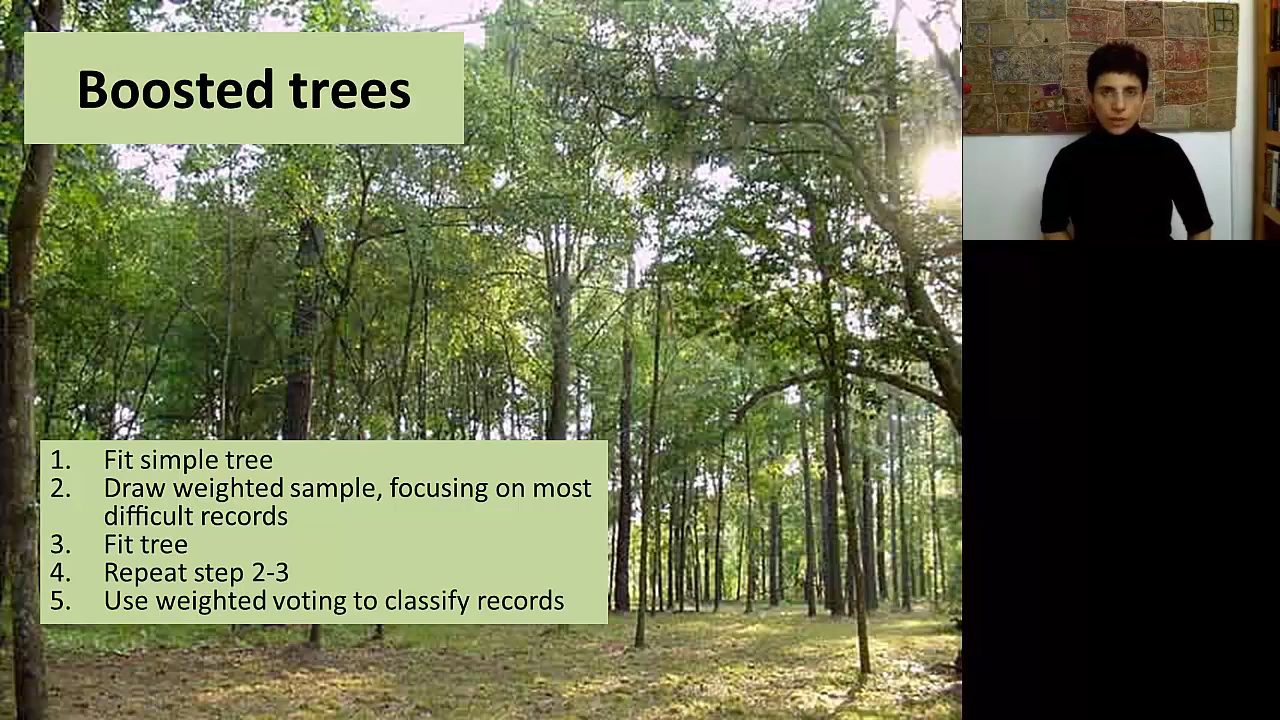 Boosted trees
1. Fit simple tree
2. Draw weighted sample, focusing on most
difficult records
3. Fit tree
4. Repeat step 2-3
5. Use weighted voting to classify records